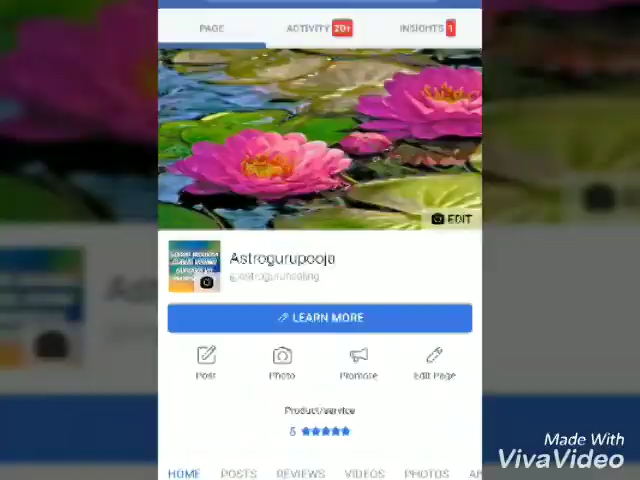 PAGE ACTIVITY 20+ INSIGHTS 1
EDIT
Astrogurupooja
@astroguruhealing
LEARN MORE
Post Photo Promote Edit Page
Product/service
5
HOME POSTS REVIEWS VIDEOS PHOTOS
Made With
VivaVideo